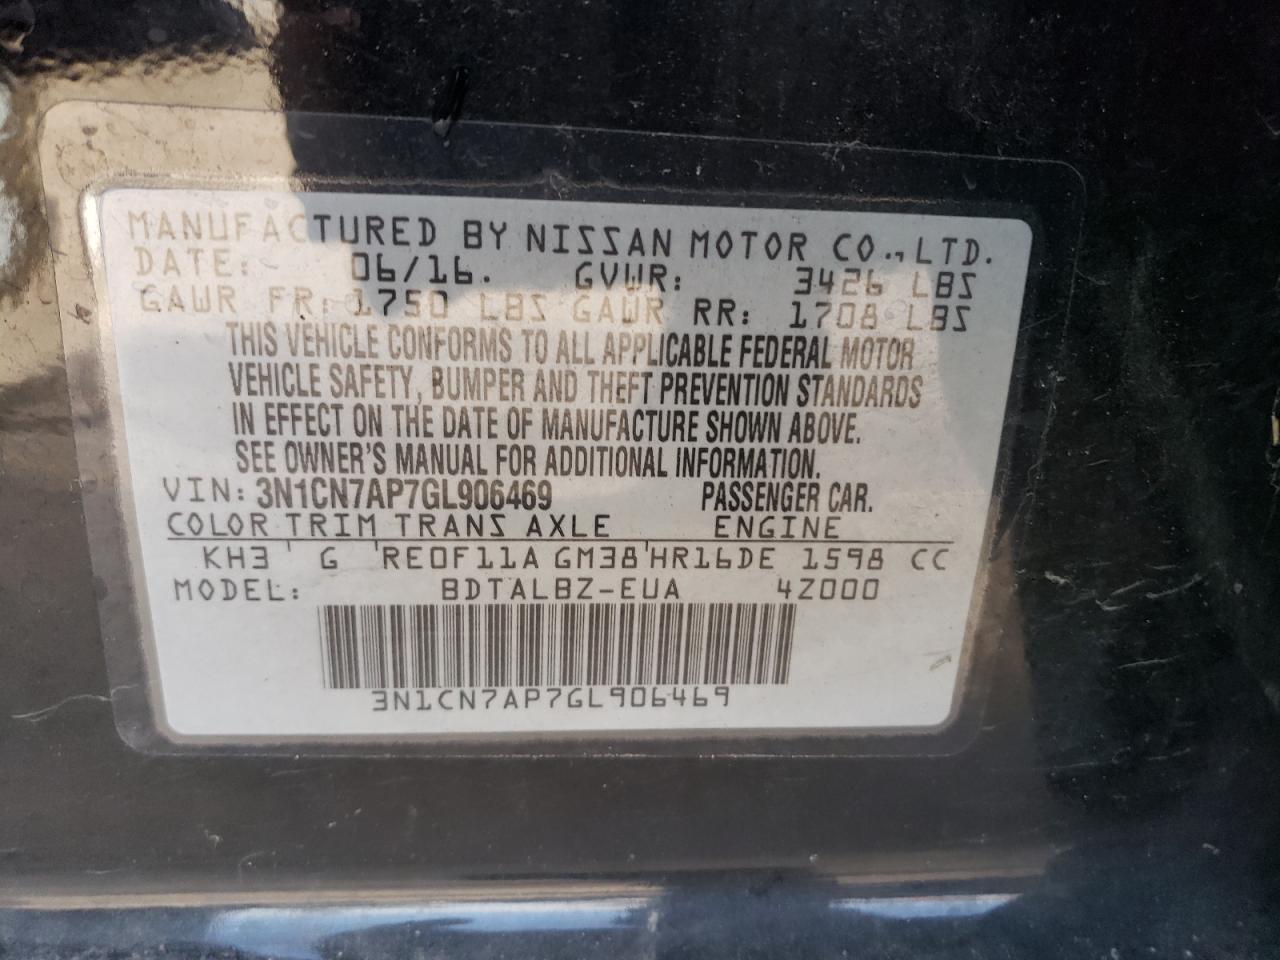 MANUFACTURED BY NISSAN MOTOR CO., LTD.
DATE: 06/16. GVWR: 3426 LBS
GAWR FR: 1750 LBS GAWR RR: 1708 LBS
THIS VEHICLE CONFORMS TO ALL APPLICABLE FEDERAL MOTOR
VEHICLE SAFETY, BUMPER AND THEFT PREVENTION STANDARDS
IN EFFECT ON THE DATE OF MANUFACTURE SHOWN ABOVE.
SEE OWNER'S MANUAL FOR ADDITIONAL INFORMATION.
VIN: 3N1CN7AP7GL906469 PASSENGER CAR.
COLOR TRIM TRANS AXLE ENGINE
KH3 ' G 'RE0F11A GM38'HR16DE 1598 CC
MODEL: BDTALBZ-EUA 4Z000
3N1CN7AP7GL906469